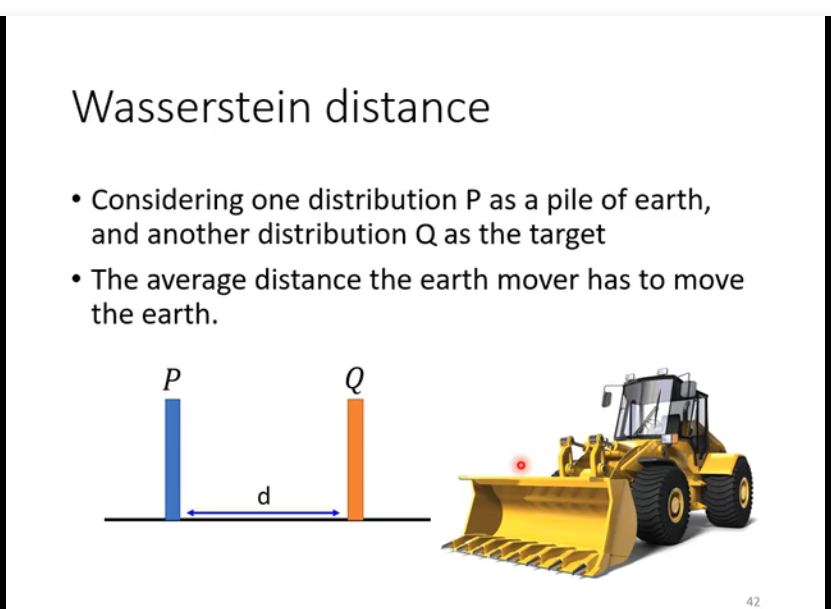 Wasserstein distance
• Considering one distribution P as a pile of earth,
and another distribution Q as the target
• The average distance the earth mover has to move
the earth.
P
Q
d
42